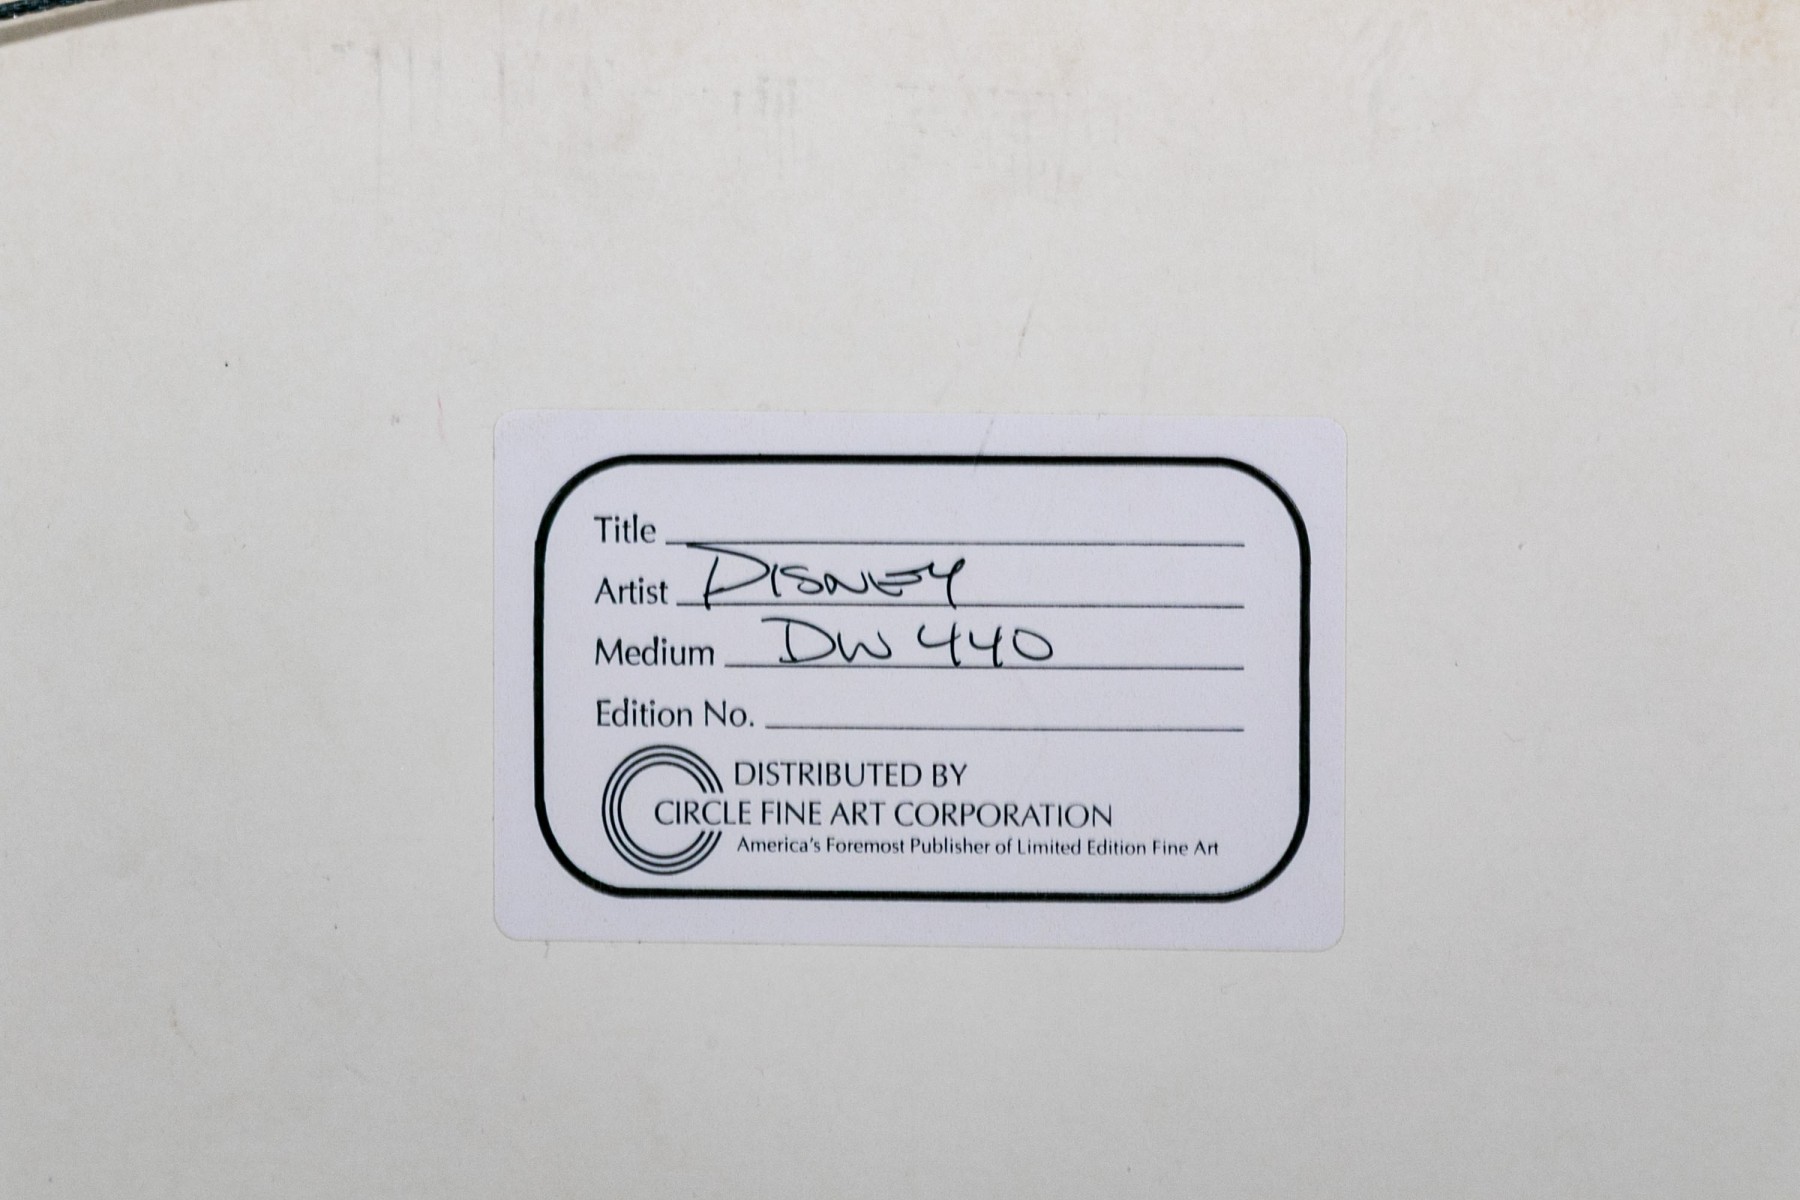 Title
Artist DISNEY
Medium DW 440
Edition No.
DISTRIBUTED BY
CIRCLE FINE ART CORPORATION
America's Foremost Publisher of Limited Edition Fine Art